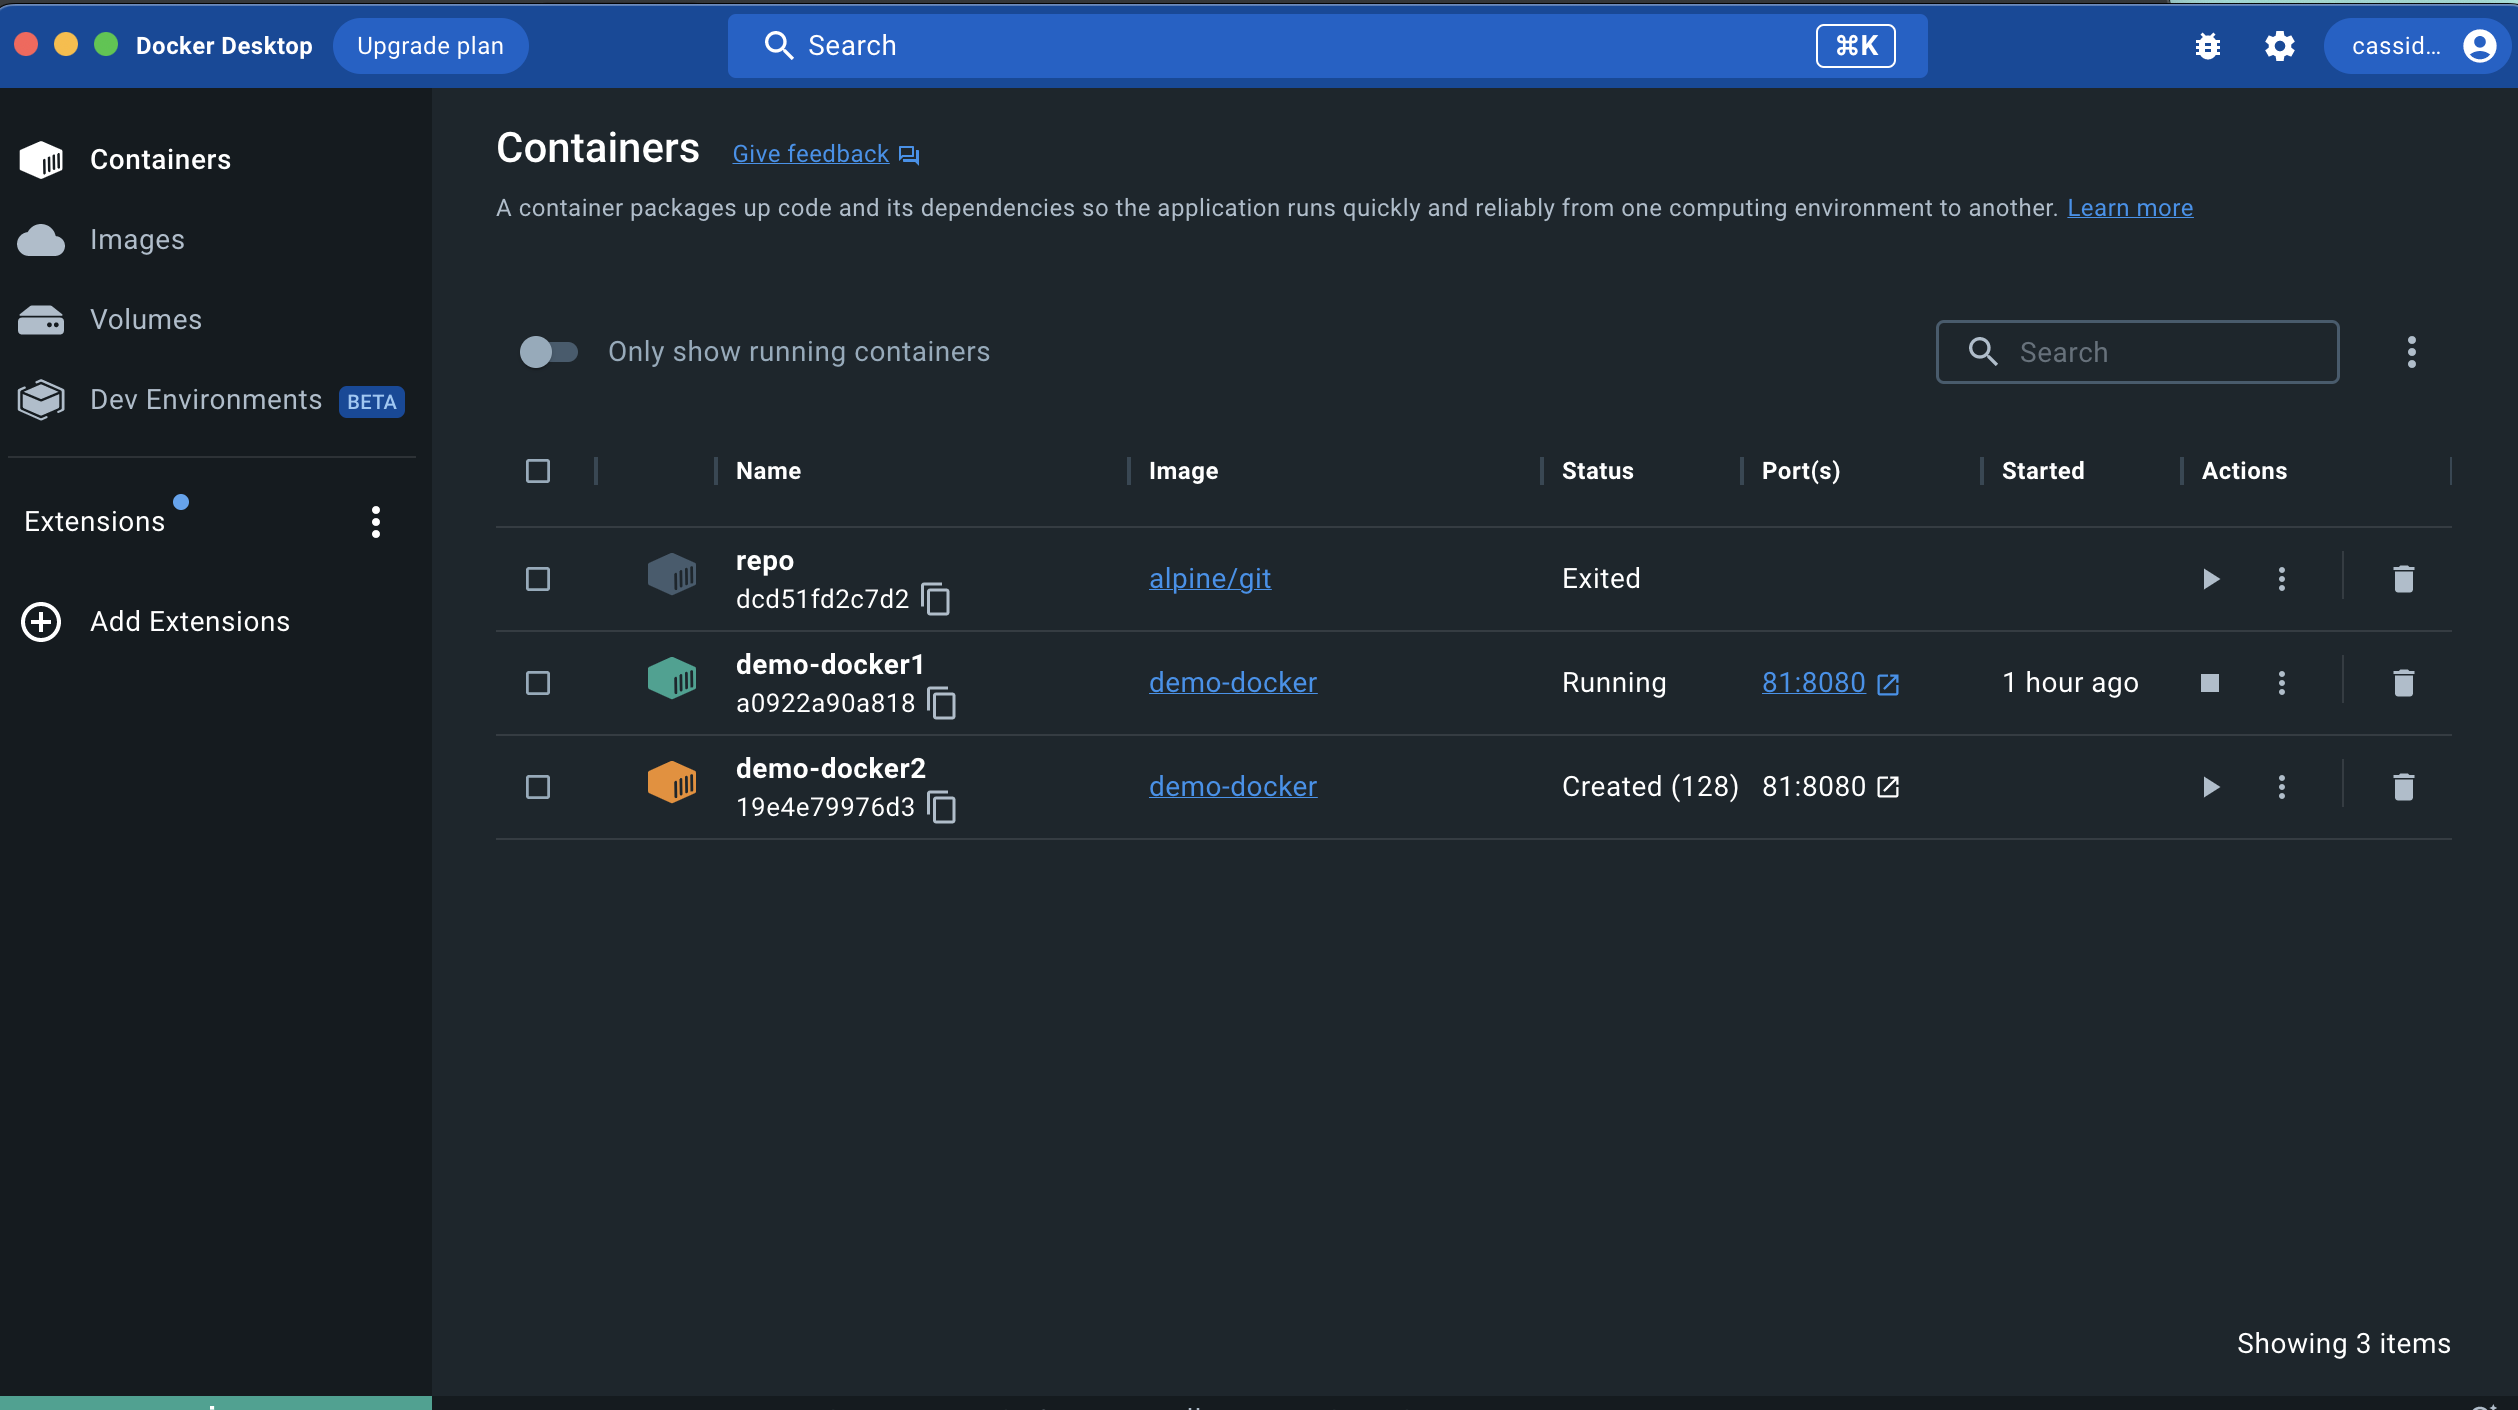 Docker Desktop
Upgrade plan
Search
⌘K
cassid...
Containers
Images
Volumes
Dev Environments BETA
Extensions
Add Extensions
Containers
Give feedback
A container packages up code and its dependencies so the application runs quickly and reliably from one computing environment to another. Learn more
Only show running containers
Search
Name Image Status Port(s) Started Actions
repo
dcd51fd2c7d2
alpine/git
Exited
demo-docker1
a0922a90a818
demo-docker
Running
81:8080
1 hour ago
demo-docker2
19e4e79976d3
demo-docker
Created (128)
81:8080
Showing 3 items